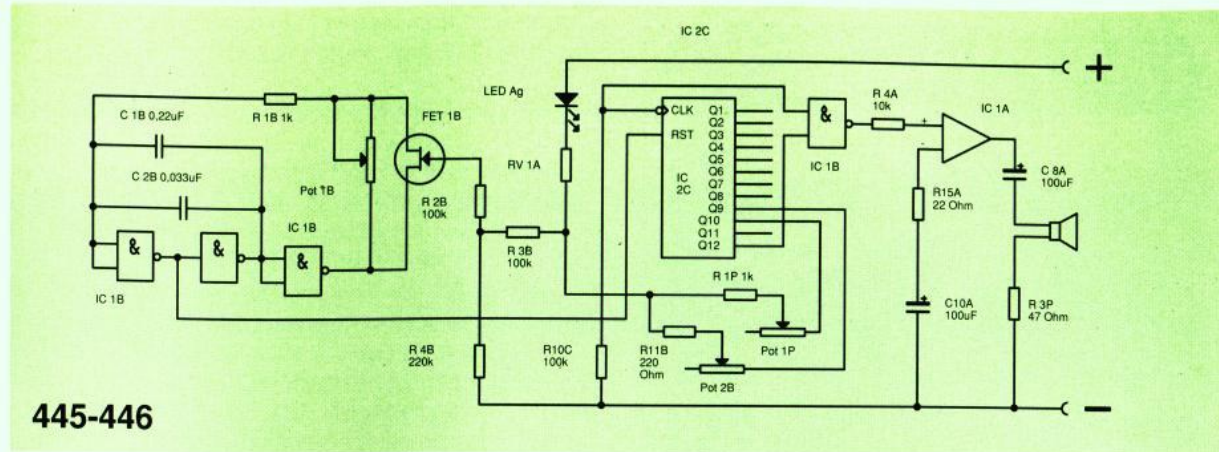 IC 2C
+
LED Ag
R 4A
10k
IC 1A
C 1B 0,22uF
R 1B 1k
FET 1B
CLK
RST
Q1
Q2
Q3
Q4
Q5
Q6
Q7
Q8
Q9
Q10
Q11
Q12
&
+
IC 1B
C 2B 0,033uF
Pot 1B
RV 1A
IC
2C
R 2B
100k
R15A
22 Ohm
+
C 8A
100uF
&
&
IC 1B
&
R 3B
100k
IC 1B
R 1P 1k
+
C10A
100uF
R 3P
47 Ohm
R 4B
220k
R10C
100k
R11B
220
Ohm
Pot 1P
Pot 2B
−
445-446